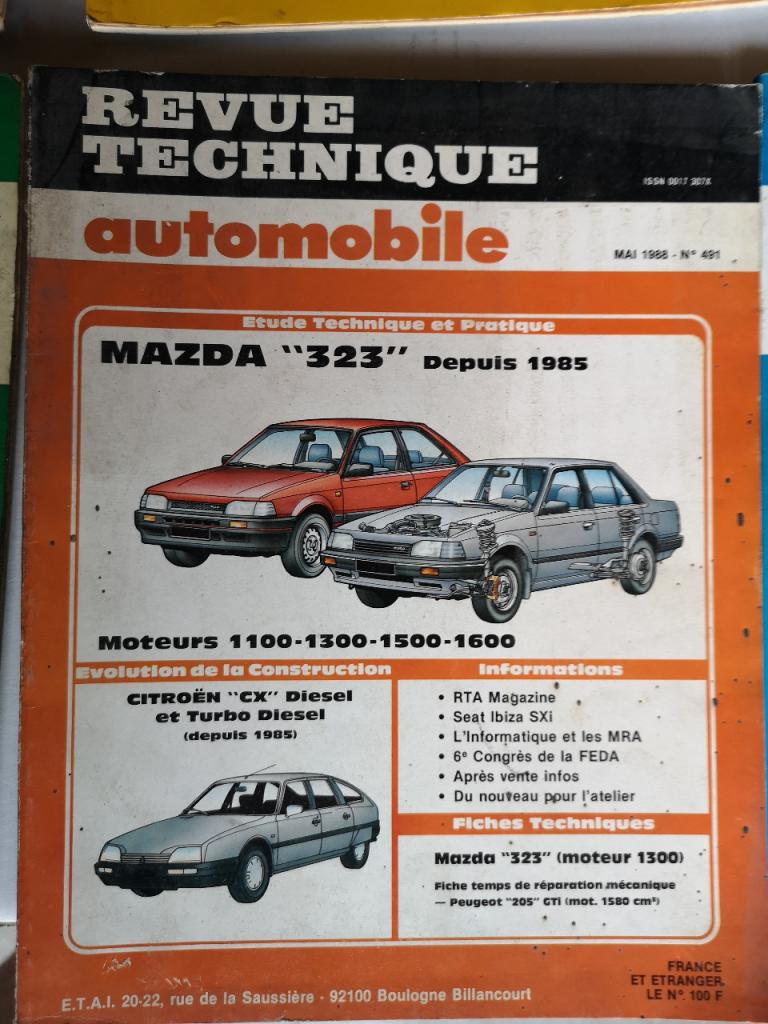 REVUE
TECHNIQUE
ISSN 0017 307X
automobile
MAI 1988 - N° 491
Etude Technique et Pratique
MAZDA "323" Depuis 1985
Moteurs 1100-1300-1500-1600
Evolution de la Construction
CITROËN "CX" Diesel
et Turbo Diesel
(depuis 1985)
Informations
• RTA Magazine
• Seat Ibiza SXi
• L'Informatique et les MRA
• 6e Congrès de la FEDA
• Après vente infos
• Du nouveau pour l'atelier
Fiches Techniques
Mazda "323" (moteur 1300)
Fiche temps de réparation mécanique
— Peugeot "205" GTi (mot. 1580 cm³)
E.T.A.I. 20-22, rue de la Saussière - 92100 Boulogne Billancourt
FRANCE
ET ETRANGER
LE N° 100 F